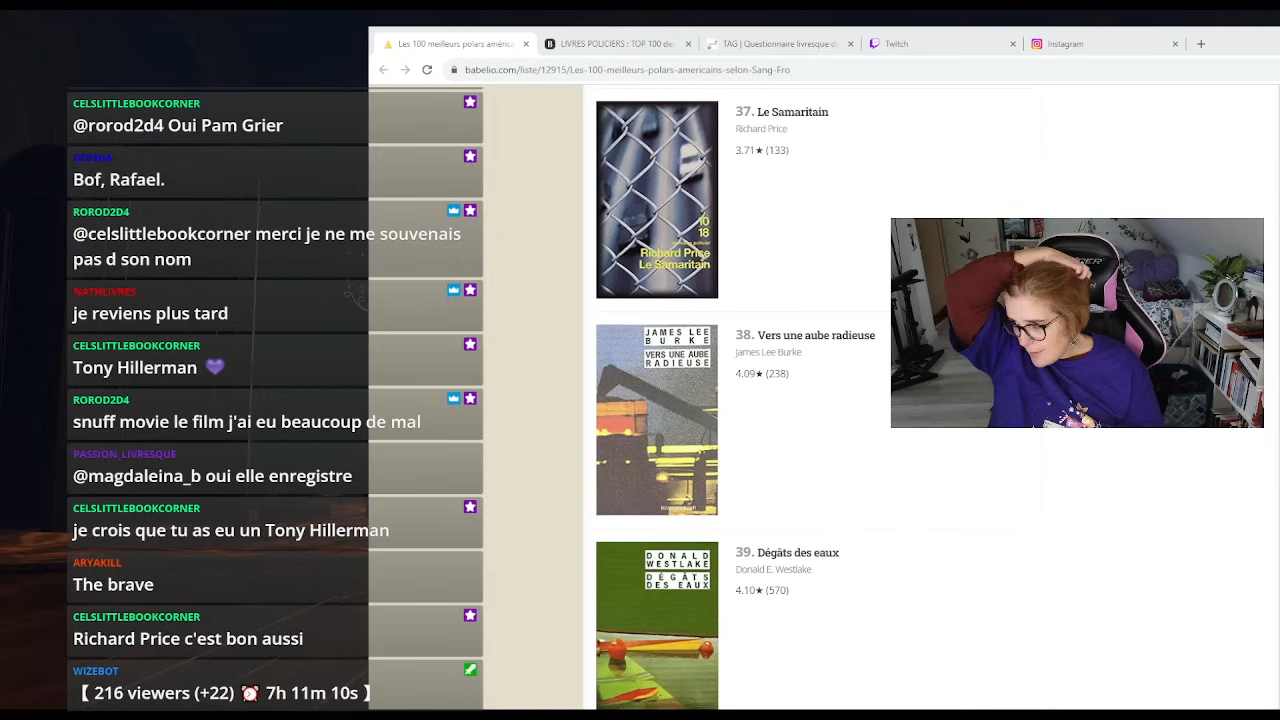 Les 100 meilleurs polars améric
LIVRES POLICIERS : TOP 100 des
TAG | Questionnaire livresque d
Twitch
Instagram
babelio.com/liste/12915/Les-100-meilleurs-polars-americains-selon-Sang-Fro
CELSLITTLEBOOKCORNER
@rorod2d4 Oui Pam Grier
Bof, Rafael.
ROROD2D4
@celslittlebookcorner merci je ne me souvenais
pas d son nom
NATHLIVRES
je reviens plus tard
CELSLITTLEBOOKCORNER
Tony Hillerman 💜
ROROD2D4
snuff movie le film j'ai eu beaucoup de mal
PASSION_LIVRESQUE
@magdaleina_b oui elle enregistre
CELSLITTLEBOOKCORNER
je crois que tu as eu un Tony Hillerman
ARYAKILL
The brave
CELSLITTLEBOOKCORNER
Richard Price c'est bon aussi
WIZEBOT
【 216 viewers (+22) ⏰ 7h 11m 10s 】
37. Le Samaritain
Richard Price
3.71★ (133)
10
18
Richard Price
Le Samaritain
38. Vers une aube radieuse
James Lee Burke
4.09★ (238)
JAMES LEE
BURKE
VERS UNE AUBE
RADIEUSE
39. Dégâts des eaux
Donald E. Westlake
4.10★ (570)
DONALD
WESTLAKE
DÉGÂTS
DES EAUX